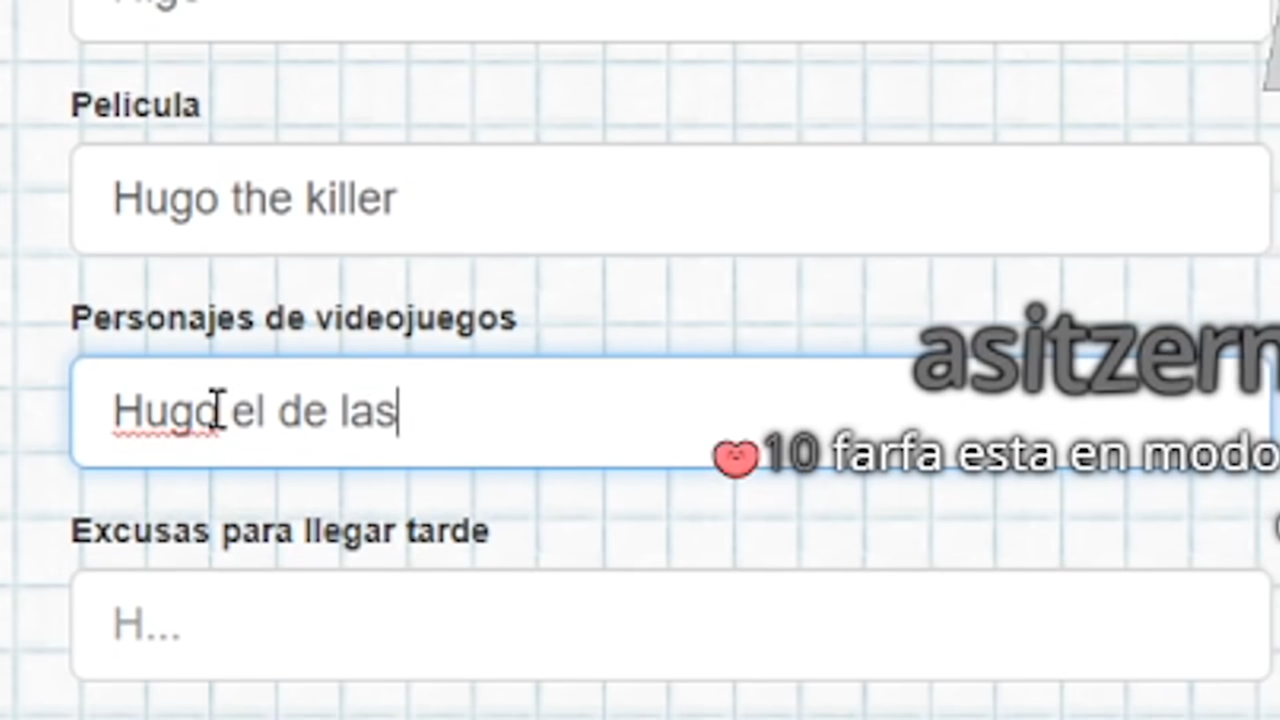 Pelicula
Hugo the killer
Personajes de videojuegos
Hugo el de las
asitzern
10 farfa esta en modo
Excusas para llegar tarde
H...